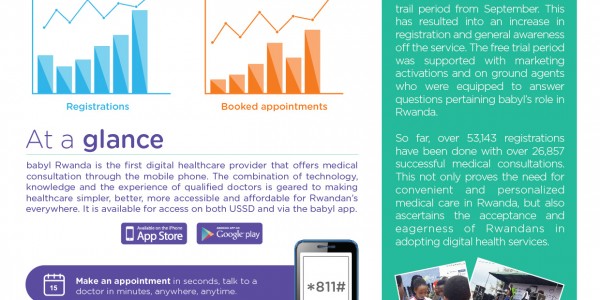 Registrations
Booked appointments
At a glance
babyl Rwanda is the first digital healthcare provider that offers medical
consultation through the mobile phone. The combination of technology,
knowledge and the experience of qualified doctors is geared to making
healthcare simpler, better, more accessible and affordable for Rwandan's
everywhere. It is available for access on both USSD and via the babyl app.
Available on the iPhone
App Store
ANDROID APP ON
Google play
15
Make an appointment in seconds, talk to a
doctor in minutes, anywhere, anytime.
*811#
trail period from September. This
has resulted into an increase in
registration and general awareness
off the service. The free trial period
was supported with marketing
activations and on ground agents
who were equipped to answer
questions pertaining babyl's role in
Rwanda.
So far, over 53,143 registrations
have been done with over 26,857
successful medical consultations.
This not only proves the need for
convenient and personalized
medical care in Rwanda, but also
ascertains the acceptance and
eagerness of Rwandans in
adopting digital health services.